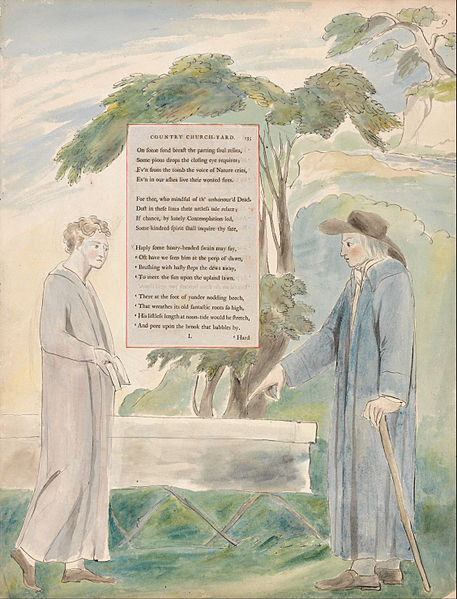 COUNTRY CHURCH-YARD.
On ſome fond breaſt the parting ſoul relies,
Some pious drops the cloſing eye requires;
Ev'n from the tomb the voice of Nature cries,
Ev'n in our aſhes live their wonted fires.
For thee, who mindful of th' unhonour'd Dead,
Doſt in theſe lines their artleſs tale relate;
If chance, by lonely Contemplation led,
Some kindred ſpirit ſhall inquire thy fate,
Haply ſome hoary-headed ſwain may ſay,
‘ Oft have we ſeen him at the peep of dawn,
‘ Bruſhing with haſty ſteps the dews away,
‘ To meet the ſun upon the upland lawn.
‘ There at the foot of yonder nodding beech,
‘ That wreathes its old fantaſtic roots ſo high,
‘ His liſtleſs length at noon-tide would he ſtretch,
‘ And pore upon the brook that babbles by.
I. ‘ Hard